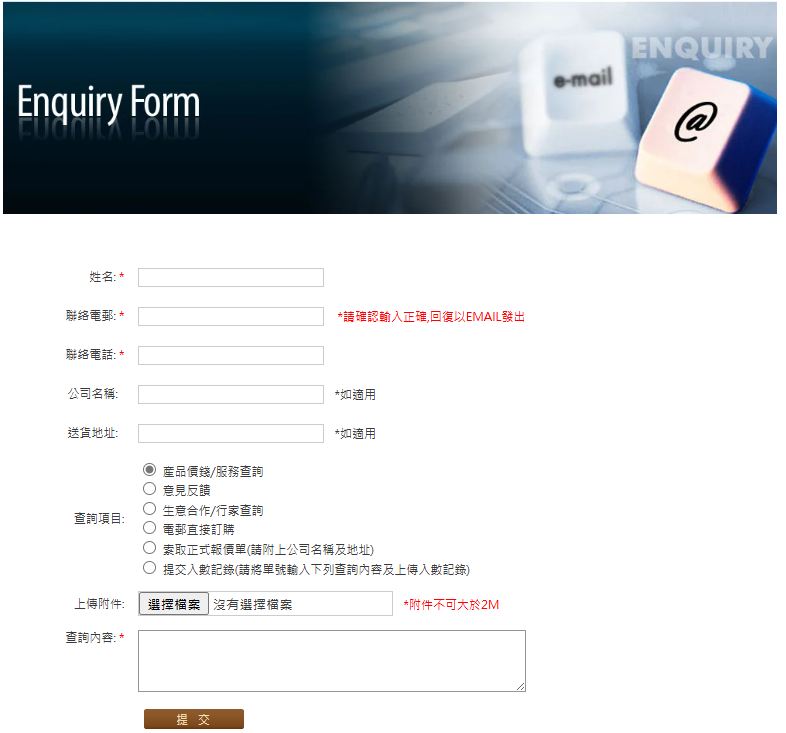 ENQUIRY
e-mail
@
Enquiry Form
姓名: *
聯絡電郵: * *請確認輸入正確,回復以EMAIL發出
聯絡電話: *
公司名稱: *如適用
送貨地址: *如適用
產品價錢/服務查詢
意見反饋
查詢項目: 生意合作/行家查詢
電郵直接訂購
索取正式報價單(請附上公司名稱及地址)
提交入數記錄(請將單號輸入下列查詢內容及上傳入數記錄)
上傳附件: 選擇檔案 沒有選擇檔案 *附件不可大於2M
查詢內容: *
提 交